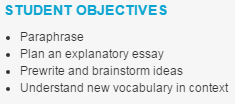 STUDENT OBJECTIVES
• Paraphrase
• Plan an explanatory essay
• Prewrite and brainstorm ideas
• Understand new vocabulary in context